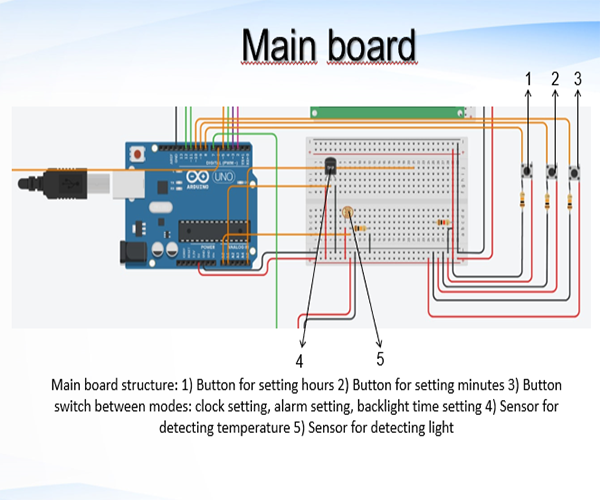 Main board
1 2 3
UNO
ARDUINO
POWER
4 5
Main board structure: 1) Button for setting hours 2) Button for setting minutes 3) Button
switch between modes: clock setting, alarm setting, backlight time setting 4) Sensor for
detecting temperature 5) Sensor for detecting light